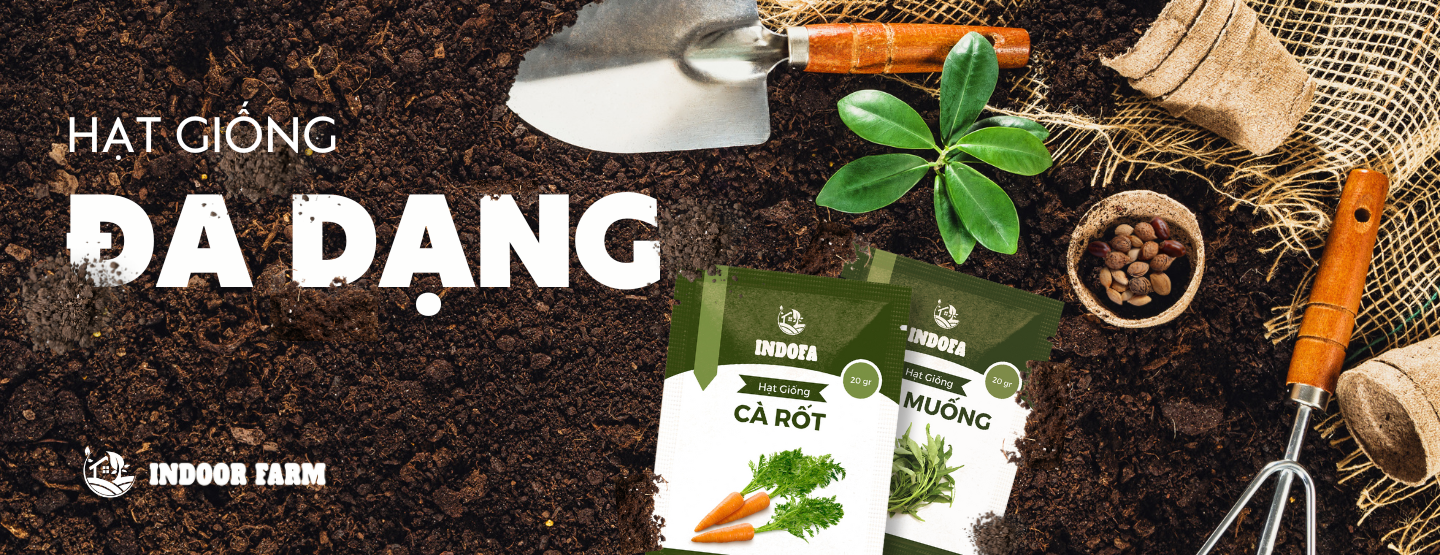 HẠT GIỐNG
ĐA DẠNG
INDOOR FARM
INDOFA
Hạt Giống
20 gr
CÀ RỐT
INDOFA
Hạt Giống
20 gr
MUỐNG